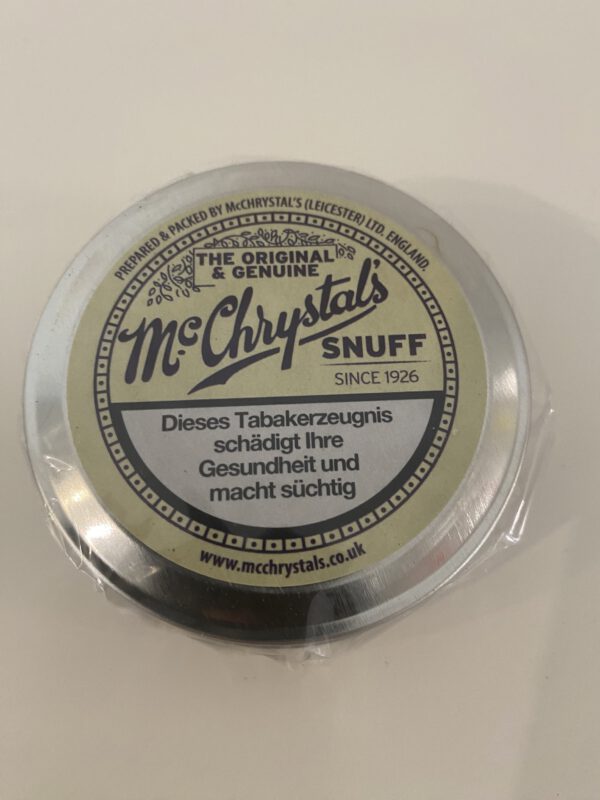 PREPARED & PACKED BY McCHRYSTAL'S (LEICESTER) LTD, ENGLAND.
THE ORIGINAL
& GENUINE
McChrystal's
SNUFF
SINCE 1926
Dieses Tabakerzeugnis
schädigt Ihre
Gesundheit und
macht süchtig
www.mcchrystals.co.uk